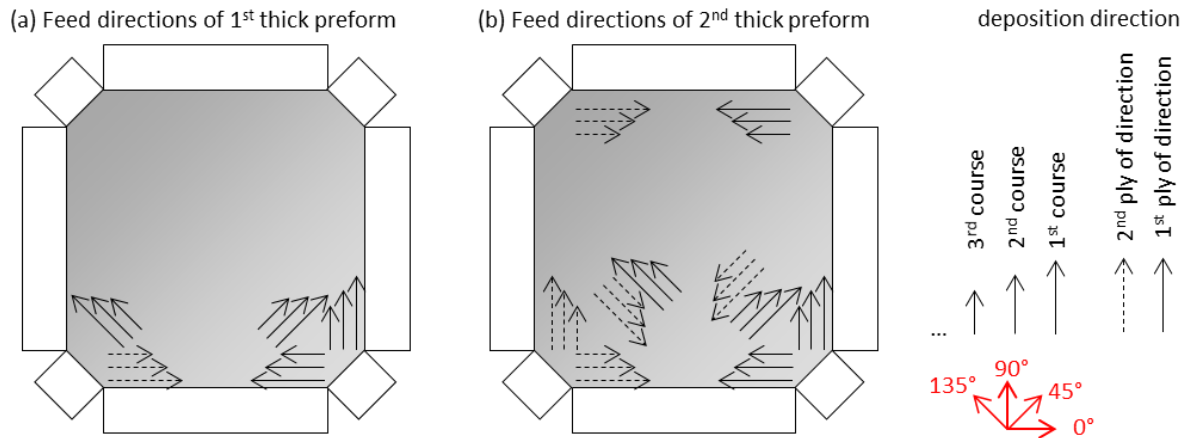 (a) Feed directions of 1st thick preform
(b) Feed directions of 2nd thick preform
deposition direction
3rd course
2nd course
1st course
2nd ply of direction
1st ply of direction
...
135°
90°
45°
0°